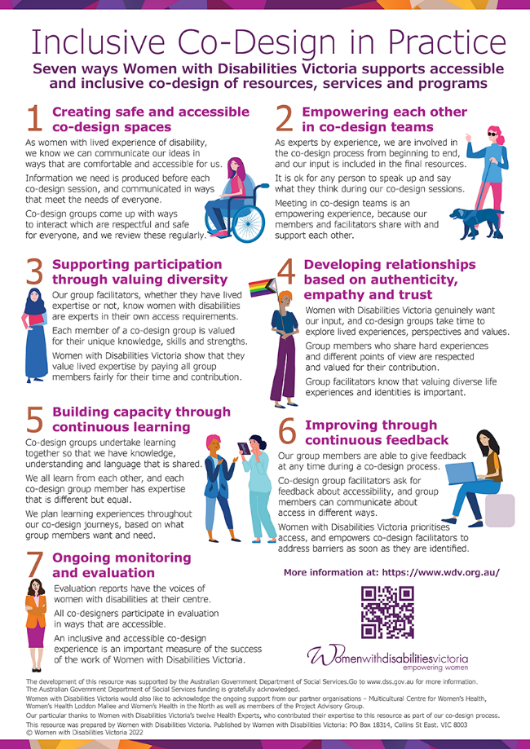 Inclusive Co-Design in Practice
Seven ways Women with Disabilities Victoria supports accessible
and inclusive co-design of resources, services and programs
1 Creating safe and accessible
co-design spaces
As women with lived experience of disability,
we know we can communicate our ideas in
ways that are comfortable and accessible for us.
Information we need is produced before each
co-design session, and communicated in ways
that meet the needs of everyone.
Co-design groups come up with ways
to interact which are respectful and safe
for everyone, and we review these regularly.
2 Empowering each other
in co-design teams
As experts by experience, we are involved in
the co-design process from beginning to end,
and our input is included in the final resources.
It is ok for any person to speak up and say
what they think during our co-design sessions.
Meeting in co-design teams is an
empowering experience, because our
members and facilitators share with and
support each other.
3 Supporting participation
through valuing diversity
Our group facilitators, whether they have lived
expertise or not, know women with disabilities
are experts in their own access requirements.
Each member of a co-design group is valued
for their unique knowledge, skills and strengths.
Women with Disabilities Victoria show that they
value lived expertise by paying all group
members fairly for their time and contribution.
4 Developing relationships
based on authenticity,
empathy and trust
Women with Disabilities Victoria genuinely want
our input, and co-design groups take time to
explore lived experiences, perspectives and values.
Group members who share hard experiences
and different points of view are respected
and valued for their contribution.
Group facilitators know that valuing diverse life
experiences and identities is important.
5 Building capacity through
continuous learning
Co-design groups undertake learning
together so that we have knowledge,
understanding and language that is shared.
We all learn from each other, and each
co-design group member has expertise
that is different but equal.
We plan learning experiences throughout
our co-design journeys, based on what
group members want and need.
6 Improving through
continuous feedback
Our group members are able to give feedback
at any time during a co-design process.
Co-design group facilitators ask for
feedback about accessibility, and group
members can communicate about
access in different ways.
Women with Disabilities Victoria prioritises
access, and empowers co-design facilitators to
address barriers as soon as they are identified.
7 Ongoing monitoring
and evaluation
Evaluation reports have the voices of
women with disabilities at their centre.
All co-designers participate in evaluation
in ways that are accessible.
An inclusive and accessible co-design
experience is an important measure of the success
of the work of Women with Disabilities Victoria.
More information at: https://www.wdv.org.au/
Womenwithdisabilitiesvictoria
empowering women
The development of this resource was supported by the Australian Government Department of Social Services.Go to www.dss.gov.au for more information.
The Australian Government Department of Social Services funding is gratefully acknowledged.
Women with Disabilities Victoria would also like to acknowledge the ongoing support from our partner organisations – Multicultural Centre for Women's Health,
Women's Health Loddon Mallee and Women's Health in the North as well as members of the Project Advisory Group.
Our particular thanks to Women with Disabilities Victoria's twelve Health Experts, who contributed their expertise to this resource as part of our co-design process.
This resource was prepared by Women with Disabilities Victoria. Published by Women with Disabilities Victoria: PO Box 18314, Collins St East. VIC 8003
© Women with Disabilities Victoria 2022